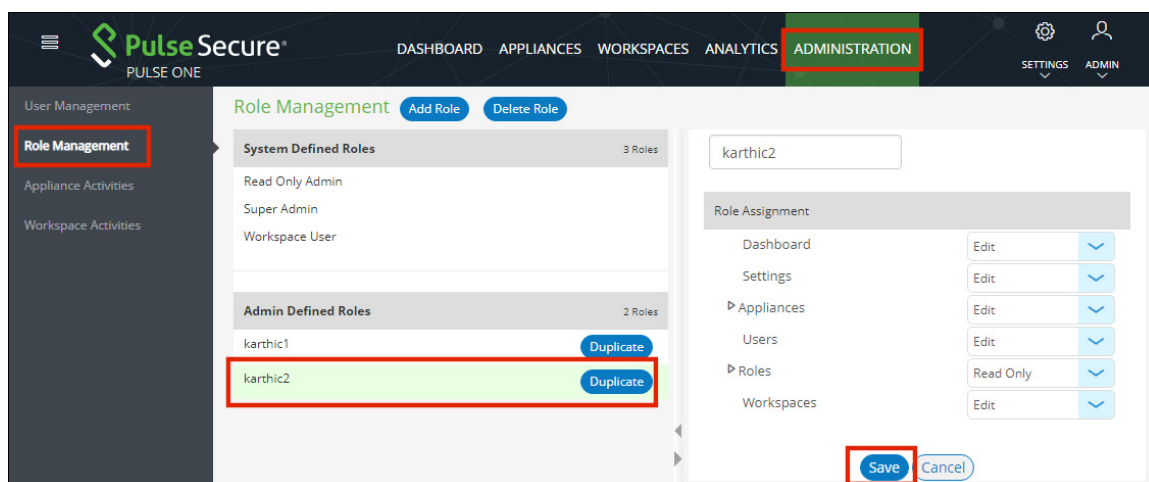 Pulse Secure®
PULSE ONE
DASHBOARD APPLIANCES WORKSPACES ANALYTICS ADMINISTRATION
SETTINGS
ADMIN
User Management
Role Management
Appliance Activities
Workspace Activities
Role Management Add Role Delete Role
System Defined Roles 3 Roles
Read Only Admin
Super Admin
Workspace User
Admin Defined Roles 2 Roles
karthic1 Duplicate
karthic2 Duplicate
karthic2
Role Assignment
Dashboard Edit
Settings Edit
Appliances Edit
Users Edit
Roles Read Only
Workspaces Edit
Save Cancel